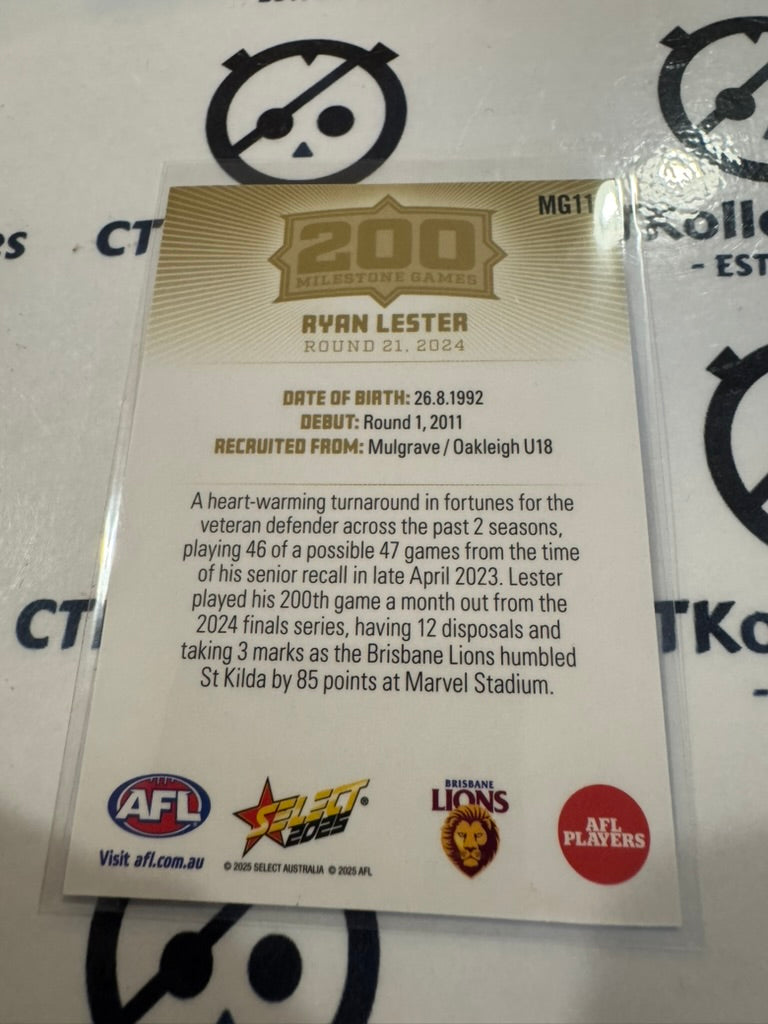 CT
MG11
200
MILESTONE GAMES
RYAN LESTER
ROUND 21, 2024
- EST
DATE OF BIRTH: 26.8.1992
DEBUT: Round 1, 2011
RECRUITED FROM: Mulgrave / Oakleigh U18
A heart-warming turnaround in fortunes for the
veteran defender across the past 2 seasons,
playing 46 of a possible 47 games from the time
of his senior recall in late April 2023. Lester
played his 200th game a month out from the
2024 finals series, having 12 disposals and
taking 3 marks as the Brisbane Lions humbled
St Kilda by 85 points at Marvel Stadium.
CT
AFL
Visit afl.com.au
SELECT®
2025
© 2025 SELECT AUSTRALIA © 2025 AFL
BRISBANE
LIONS
AFL
PLAYERS